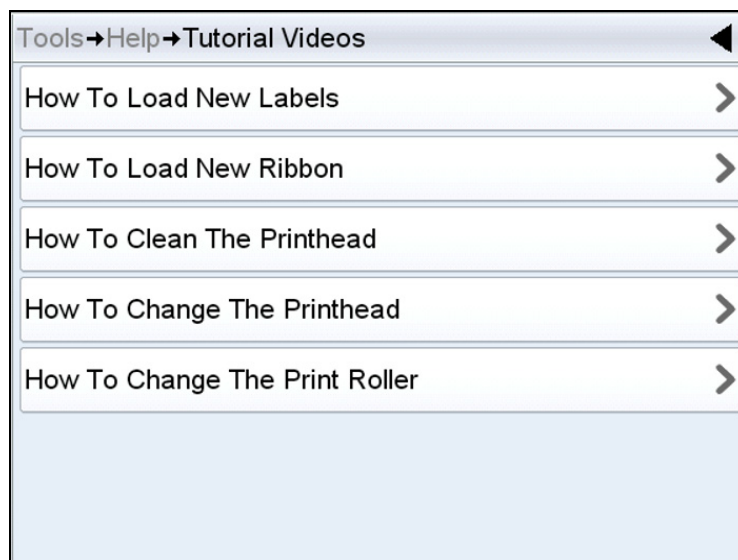 Tools→Help→Tutorial Videos
How To Load New Labels
How To Load New Ribbon
How To Clean The Printhead
How To Change The Printhead
How To Change The Print Roller